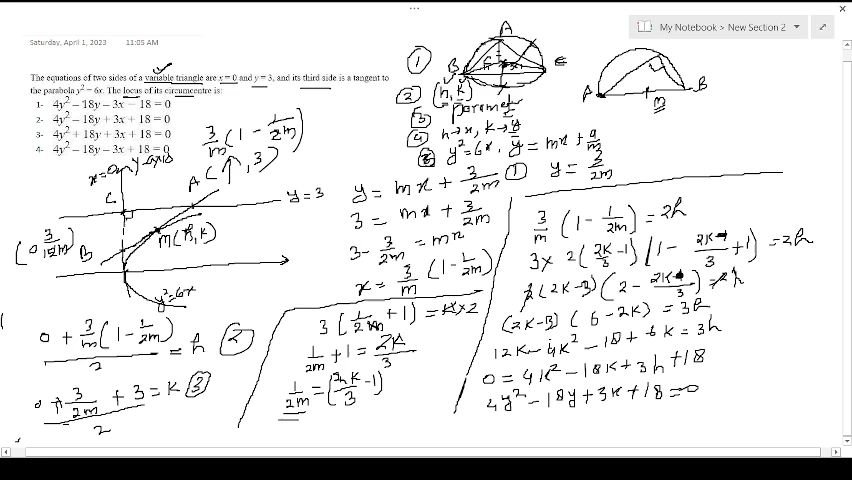 My Notebook > New Section 2
Saturday, April 1, 2023 11:05 AM
The equations of two sides of a variable triangle are x = 0 and y = 3, and its third side is a tangent to
the parabola y² = 6x. The locus of its circumcentre is:
1- 4y² – 18y – 3x – 18 = 0
2- 4y² – 18y + 3x + 18 = 0
3- 4y² + 18y + 3x + 18 = 0
4- 4y² – 18y – 3x + 18 = 0
① A
B
② (h, k)
parameter
④ h→x, k→y
y² = 6x, y = mx + a/m
y = 3/2m
A B
m
3/m (1 - 1/2m)
A ( ↑ , 3)
x=0 y-axis
C
y = 3
B
M(h, k)
y² = 6x
y = mx + 3/2m ①
3 = mx + 3/2m
3 - 3/2m = mx
x = 3/m (1 - 1/2m)
0 + 3/m (1 - 1/2m) / 2 = h ②
0 + 3/2m + 3 / 2 = k ③
3 (1/2m + 1) = k × 2
1/2m + 1 = 2k/3
3/m (1 - 1/2m) = 2h
(2k-3) (6 - 2k) = 3h
12k - 4k² - 18 + 6k = 3h
0 = 4k² - 18k + 3h + 18
4y² - 18y + 3x + 18 = 0